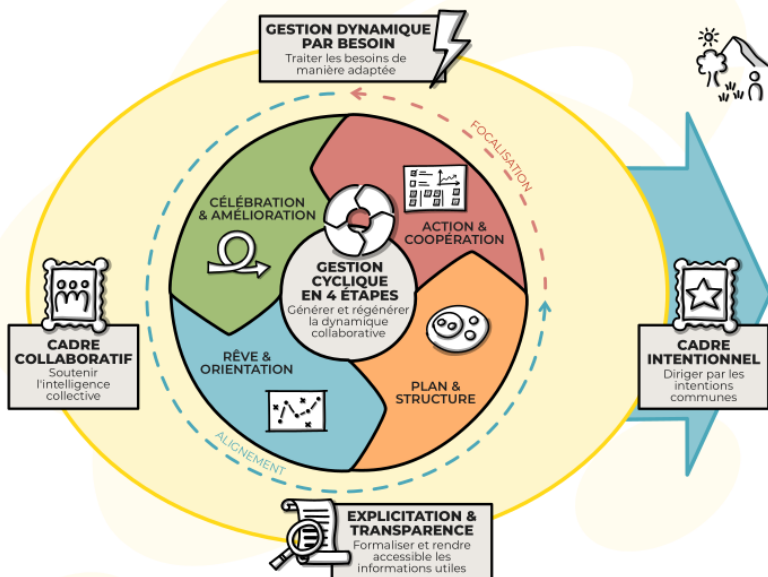 GESTION DYNAMIQUE
PAR BESOIN
Traiter les besoins de
manière adaptée
FOCALISATION
CÉLÉBRATION
& AMÉLIORATION
ACTION &
COOPÉRATION
GESTION
CYCLIQUE
EN 4 ÉTAPES
Générer et régénérer
la dynamique
collaborative
CADRE
COLLABORATIF
Soutenir
l'intelligence
collective
CADRE
INTENTIONNEL
Diriger par les
intentions
communes
RÊVE &
ORIENTATION
PLAN &
STRUCTURE
ALIGNEMENT
EXPLICITATION &
TRANSPARENCE
Formaliser et rendre
accessible les
informations utiles